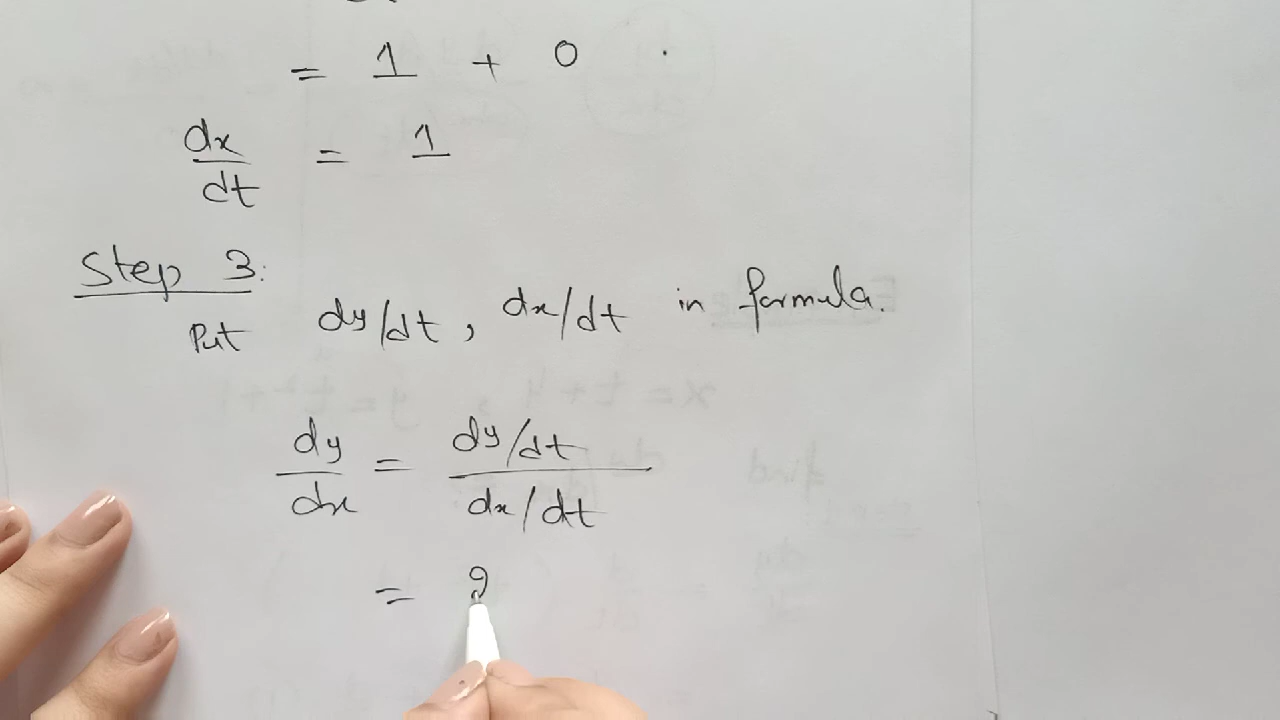 = 1 + 0
dx/dt = 1
Step 3:
Put dy/dt, dx/dt in formula.
dy/dx = dy/dt / dx/dt
=